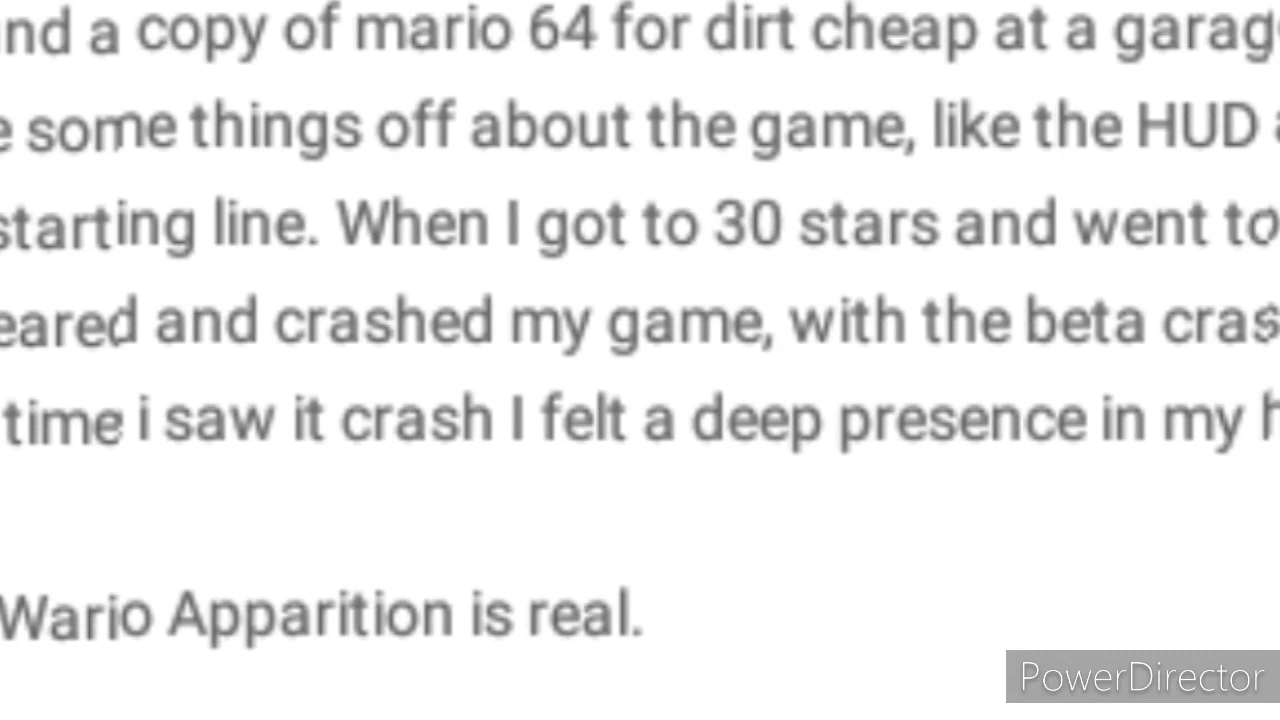 nd a copy of mario 64 for dirt cheap at a garag
e some things off about the game, like the HUD
starting line. When I got to 30 stars and went to
eared and crashed my game, with the beta cras
time i saw it crash I felt a deep presence in my h
Wario Apparition is real.
PowerDirector